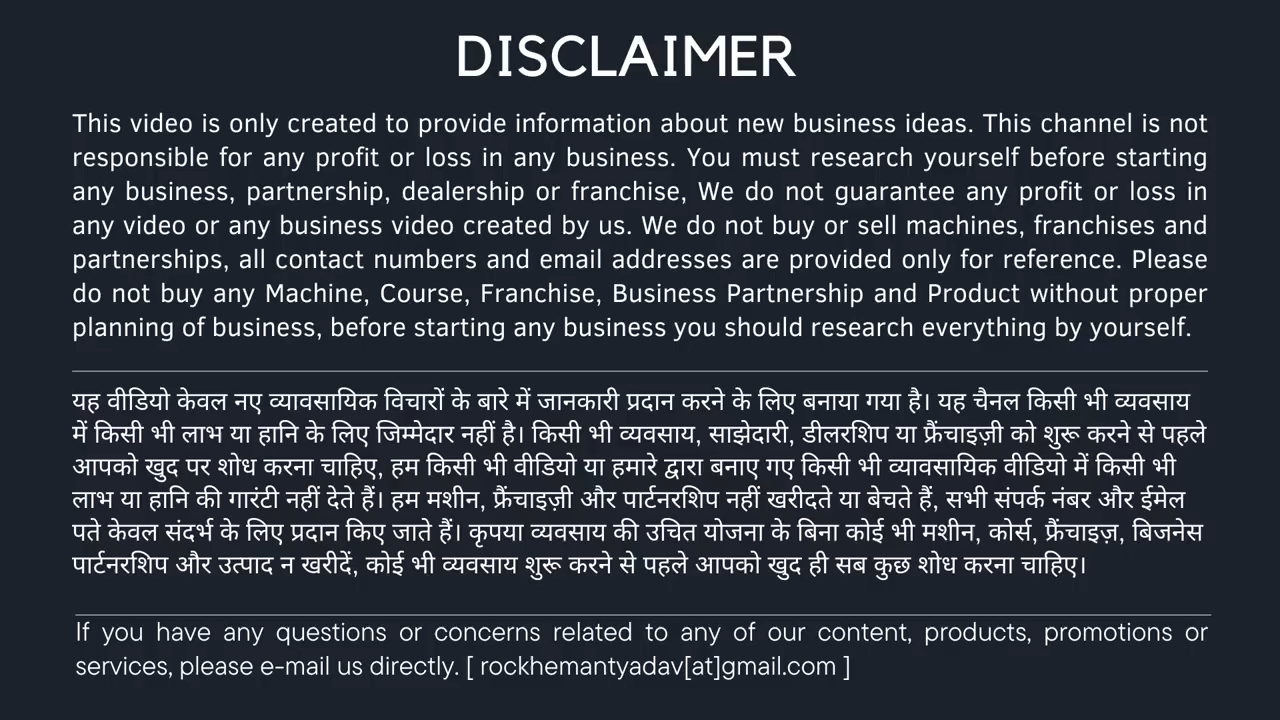 DISCLAIMER
This video is only created to provide information about new business ideas. This channel is not
responsible for any profit or loss in any business. You must research yourself before starting
any business, partnership, dealership or franchise, We do not guarantee any profit or loss in
any video or any business video created by us. We do not buy or sell machines, franchises and
partnerships, all contact numbers and email addresses are provided only for reference. Please
do not buy any Machine, Course, Franchise, Business Partnership and Product without proper
planning of business, before starting any business you should research everything by yourself.
यह वीडियो केवल नए व्यावसायिक विचारों के बारे में जानकारी प्रदान करने के लिए बनाया गया है। यह चैनल किसी भी व्यवसाय
में किसी भी लाभ या हानि के लिए जिम्मेदार नहीं है। किसी भी व्यवसाय, साझेदारी, डीलरशिप या फ्रैंचाइज़ी को शुरू करने से पहले
आपको खुद पर शोध करना चाहिए, हम किसी भी वीडियो या हमारे द्वारा बनाए गए किसी भी व्यावसायिक वीडियो में किसी भी
लाभ या हानि की गारंटी नहीं देते हैं। हम मशीन, फ्रैंचाइज़ी और पार्टनरशिप नहीं खरीदते या बेचते हैं, सभी संपर्क नंबर और ईमेल
पते केवल संदर्भ के लिए प्रदान किए जाते हैं। कृपया व्यवसाय की उचित योजना के बिना कोई भी मशीन, कोर्स, फ्रैंचाइज़, बिजनेस
पार्टनरशिप और उत्पाद न खरीदें, कोई भी व्यवसाय शुरू करने से पहले आपको खुद ही सब कुछ शोध करना चाहिए।
If you have any questions or concerns related to any of our content, products, promotions or
services, please e-mail us directly. [ rockhemantyadav[at]gmail.com ]